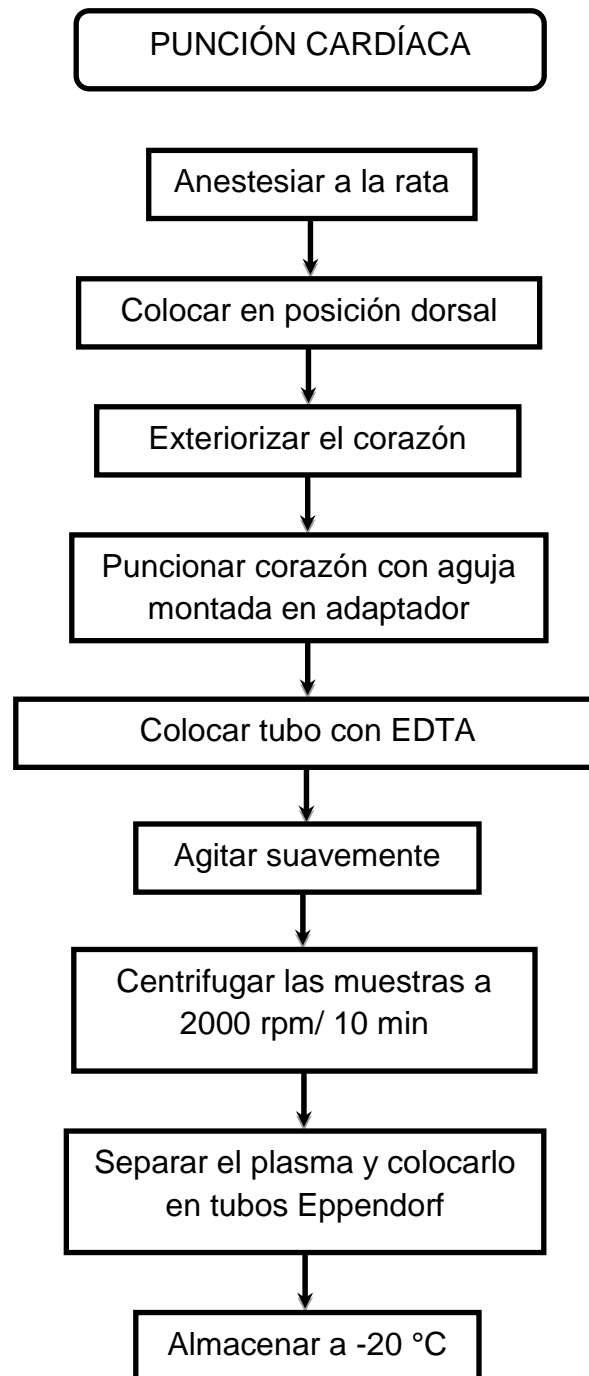 PUNCIÓN CARDÍACA
Anestesiar a la rata
Colocar en posición dorsal
Exteriorizar el corazón
Puncionar corazón con aguja
montada en adaptador
Colocar tubo con EDTA
Agitar suavemente
Centrifugar las muestras a
2000 rpm/ 10 min
Separar el plasma y colocarlo
en tubos Eppendorf
Almacenar a -20 °C